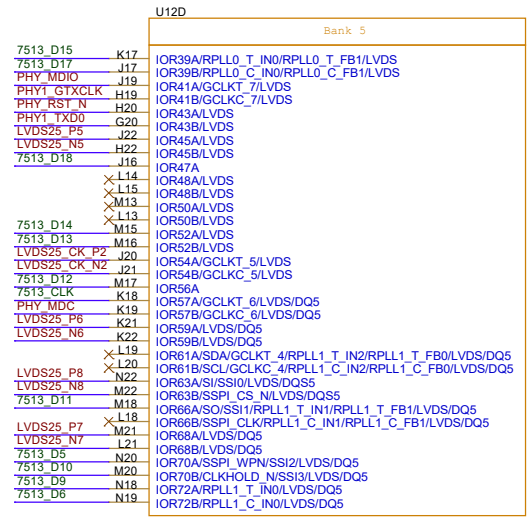 U12D
Bank 5
7513_D15 K17 IOR39A/RPLL0_T_IN0/RPLL0_T_FB1/LVDS
7513_D17 J17 IOR39B/RPLL0_C_IN0/RPLL0_C_FB1/LVDS
PHY_MDIO J19 IOR41A/GCLKT_7/LVDS
PHY1_GTXCLK H19 IOR41B/GCLKC_7/LVDS
PHY_RST_N H20 IOR43A/LVDS
PHY1_TXD0 G20 IOR43B/LVDS
LVDS25_P5 J22 IOR45A/LVDS
LVDS25_N5 H22 IOR45B/LVDS
7513_D18 J16 IOR47A
L14 IOR48A/LVDS
L15 IOR48B/LVDS
M13 IOR50A/LVDS
L13 IOR50B/LVDS
7513_D14 M15 IOR52A/LVDS
7513_D13 M16 IOR52B/LVDS
LVDS25_CK_P2 J20 IOR54A/GCLKT_5/LVDS
LVDS25_CK_N2 J21 IOR54B/GCLKC_5/LVDS
7513_D12 M17 IOR56A
7513_CLK K18 IOR57A/GCLKT_6/LVDS/DQ5
PHY_MDC K19 IOR57B/GCLKC_6/LVDS/DQ5
LVDS25_P6 K21 IOR59A/LVDS/DQ5
LVDS25_N6 K22 IOR59B/LVDS/DQ5
L19 IOR61A/SDA/GCLKT_4/RPLL1_T_IN2/RPLL1_T_FB0/LVDS/DQ5
L20 IOR61B/SCL/GCLKC_4/RPLL1_C_IN2/RPLL1_C_FB0/LVDS/DQ5
LVDS25_P8 N22 IOR63A/SI/SSI0/LVDS/DQS5
LVDS25_N8 M22 IOR63B/SSPI_CS_N/LVDS/DQS5
7513_D11 M18 IOR66A/SO/SSI1/RPLL1_T_IN1/RPLL1_T_FB1/LVDS/DQ5
L18 IOR66B/SSPI_CLK/RPLL1_C_IN1/RPLL1_C_FB1/LVDS/DQ5
LVDS25_P7 M21 IOR68A/LVDS/DQ5
LVDS25_N7 L21 IOR68B/LVDS/DQ5
7513_D5 N20 IOR70A/SSPI_WPN/SSI2/LVDS/DQ5
7513_D10 M20 IOR70B/CLKHOLD_N/SSI3/LVDS/DQ5
7513_D9 N18 IOR72A/RPLL1_T_IN0/LVDS/DQ5
7513_D6 N19 IOR72B/RPLL1_C_IN0/LVDS/DQ5